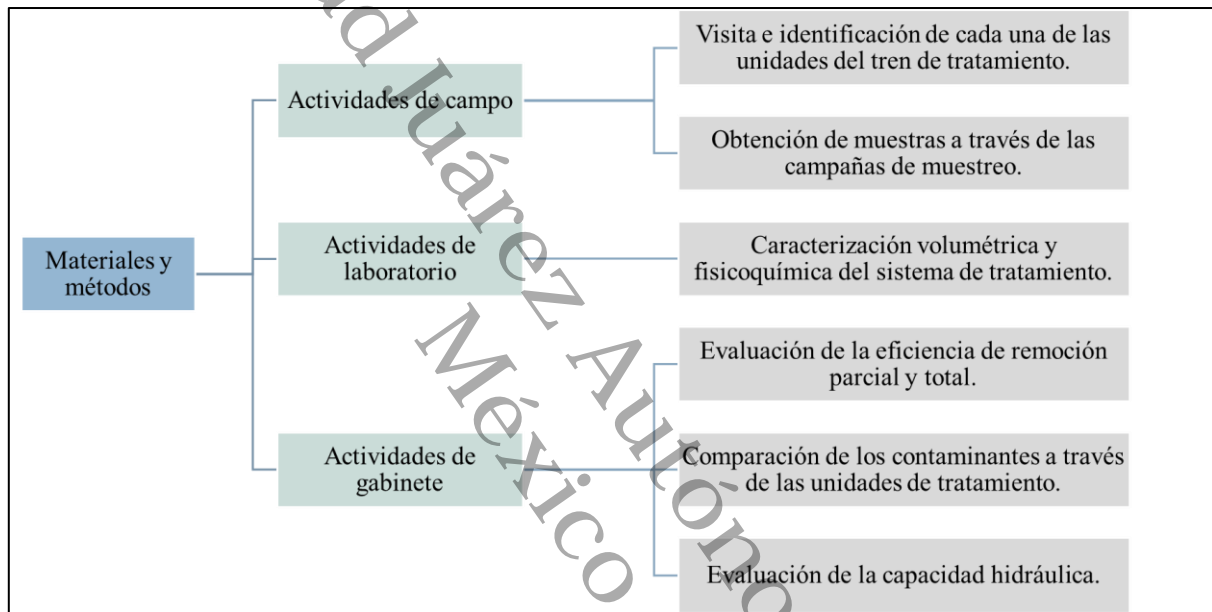 Visita e identificación de cada una de las
unidades del tren de tratamiento.
Actividades de campo
Obtención de muestras a través de las
campañas de muestreo.
Materiales y
métodos
Actividades de
laboratorio
Caracterización volumétrica y
fisicoquímica del sistema de tratamiento.
Evaluación de la eficiencia de remoción
parcial y total.
Actividades de
gabinete
Comparación de los contaminantes a través
de las unidades de tratamiento.
Evaluación de la capacidad hidráulica.
Juárez
México